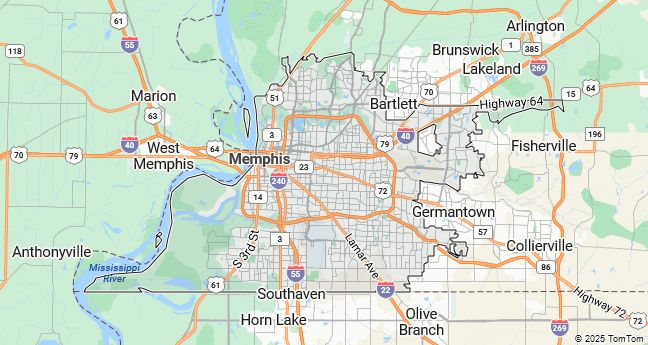 61
Arlington
118
55
Brunswick
1
385
Lakeland
269
Marion
51
Bartlett
70
Highway 64
15
64
63
3
40
79
196
40
West
Memphis
64
Memphis
Fisherville
70
79
23
240
72
14
Germantown
57
Anthonyville
S 3rd St
3
Lamar Ave
Collierville
86
Mississippi
River
55
61
22
Southaven
Highway 72
Horn Lake
Olive
Branch
72
269
© 2025 TomTom